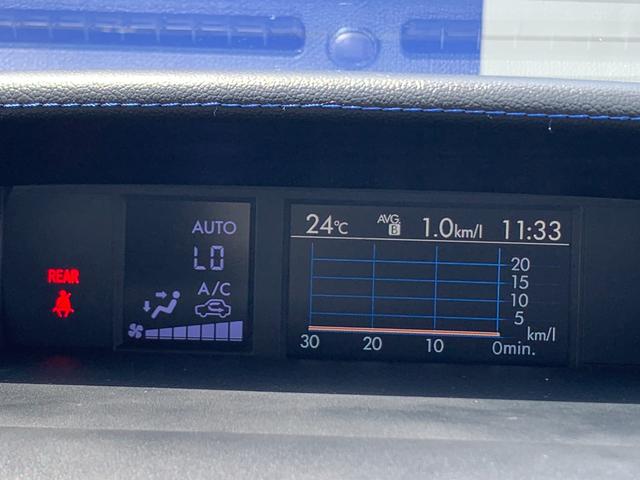 REAR
AUTO
LO
A/C
24℃ AVG. B 1.0km/l 11:33
20
15
10
5
km/l
30 20 10 0min.